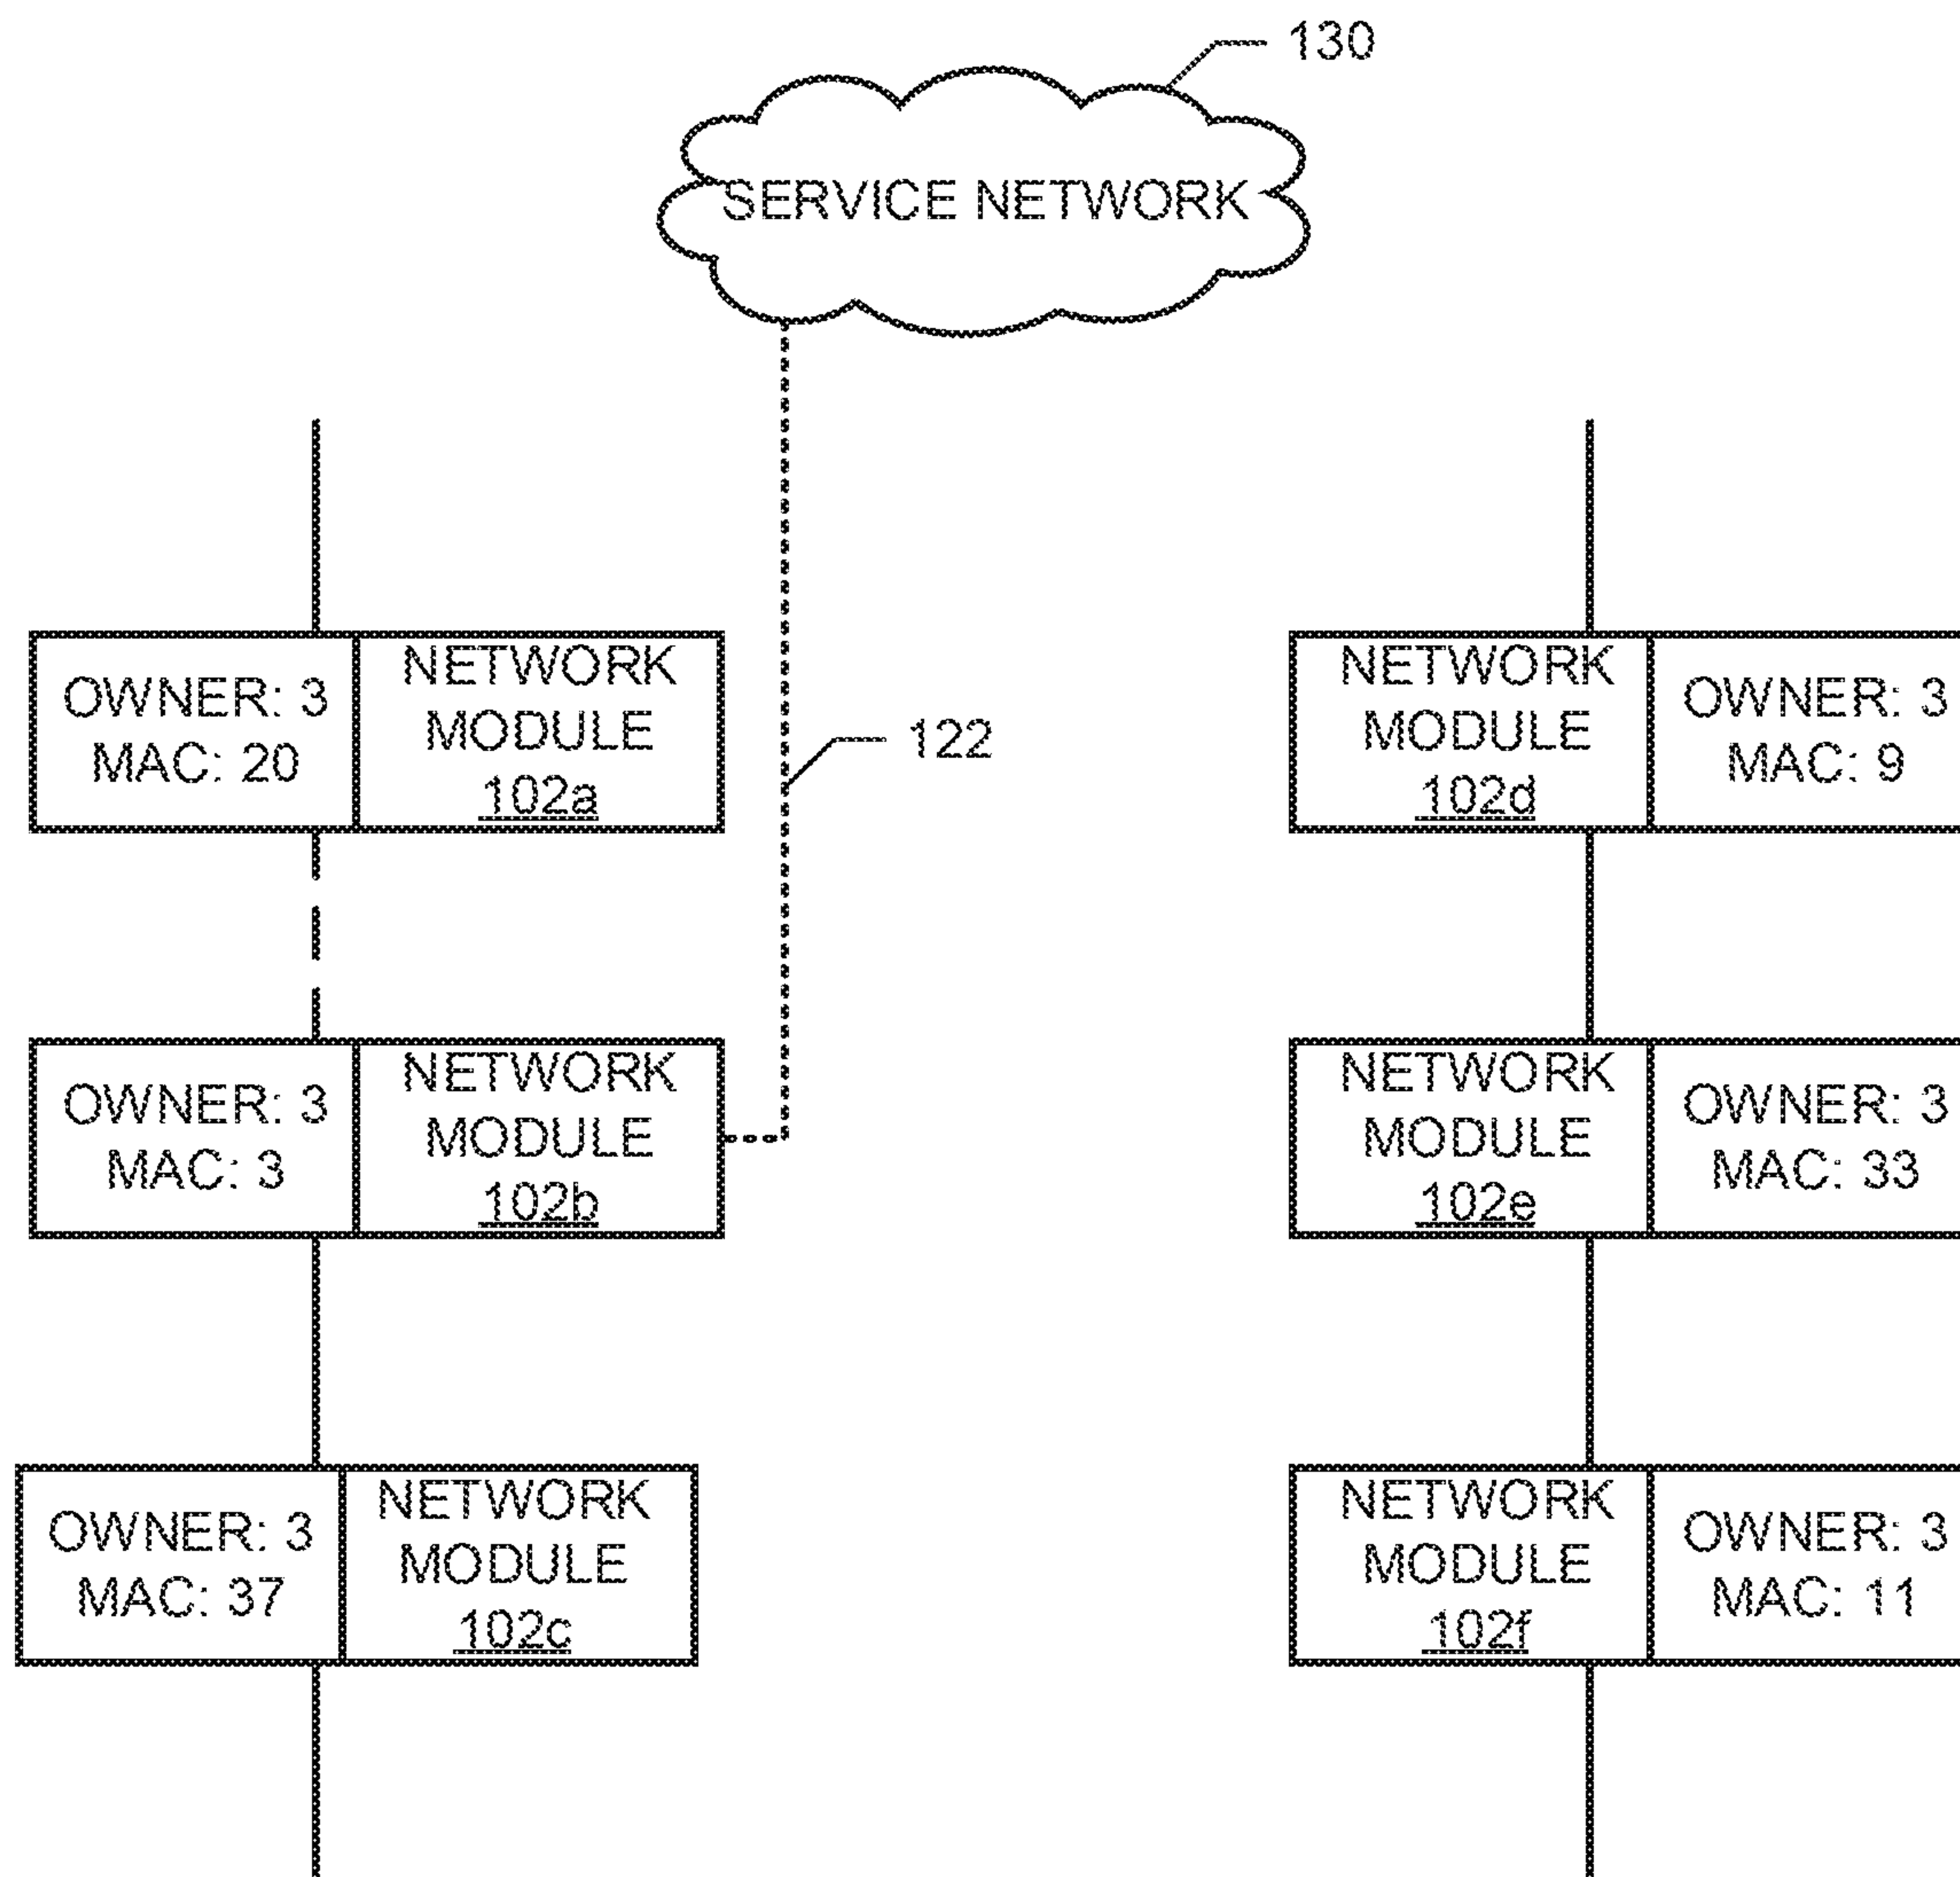 130
SERVICE NETWORK
OWNER: 3
MAC: 20
NETWORK
MODULE
102a
122
NETWORK
MODULE
102d
OWNER: 3
MAC: 9
OWNER: 3
MAC: 3
NETWORK
MODULE
102b
NETWORK
MODULE
102e
OWNER: 3
MAC: 33
OWNER: 3
MAC: 37
NETWORK
MODULE
102c
NETWORK
MODULE
102f
OWNER: 3
MAC: 11